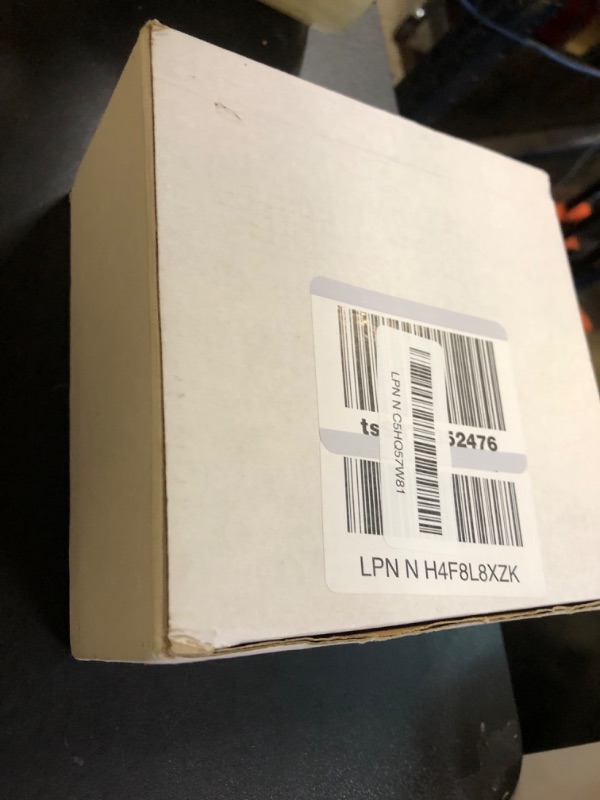 ts 52476
LPN N C5HQ57W81
LPN N H4F8L8XZK